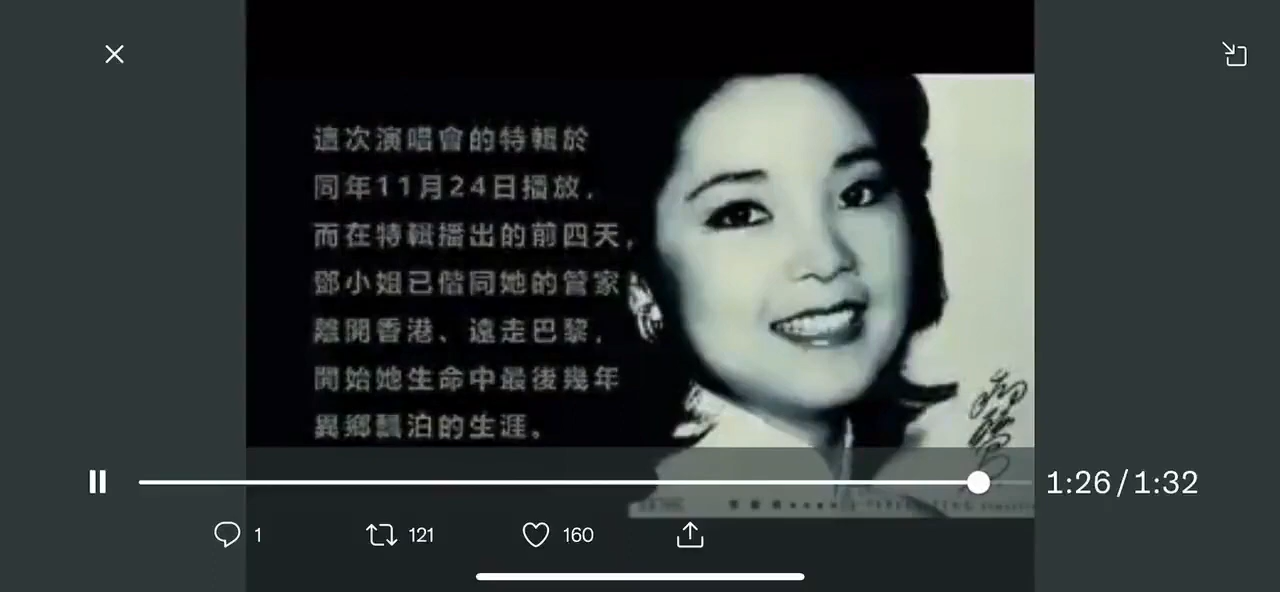 這次演唱會的特輯於
同年11月24日播放，
而在特輯播出的前四天，
鄧小姐已偕同她的管家
離開香港、遠走巴黎，
開始她生命中最後幾年
異鄉飄泊的生涯。
1:26/1:32
1
121
160